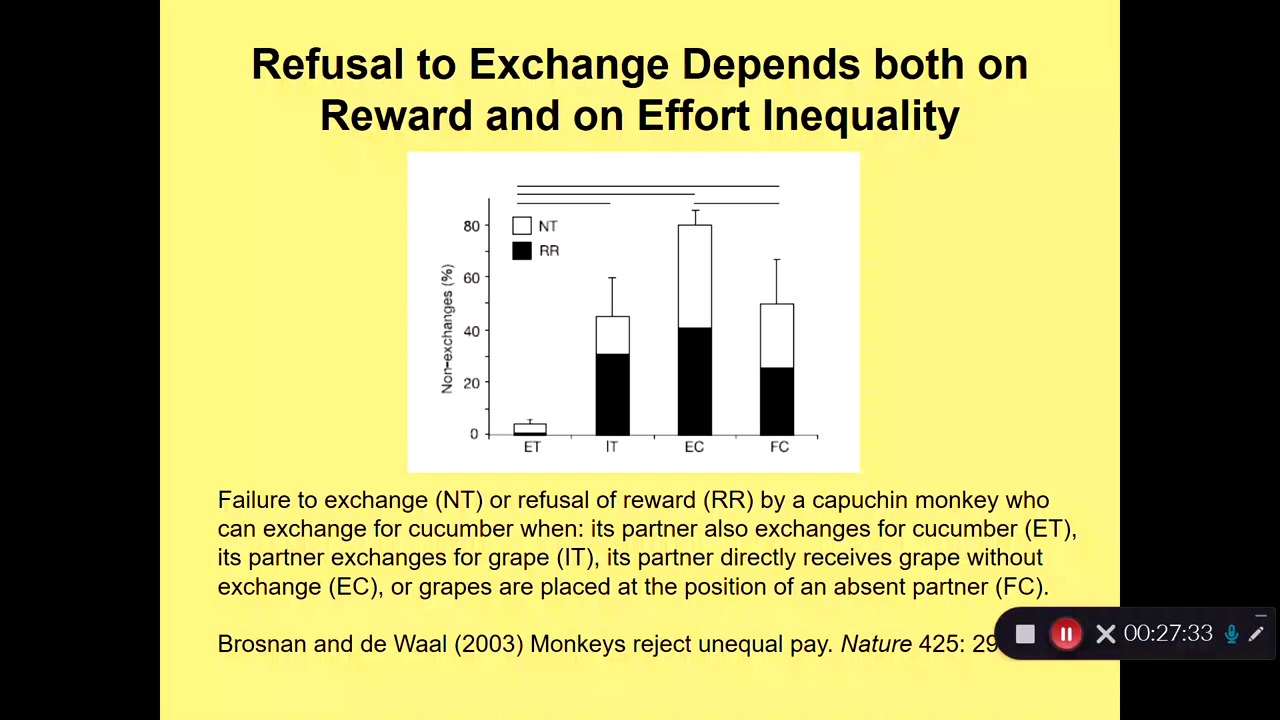 Refusal to Exchange Depends both on
Reward and on Effort Inequality
80
60
40
20
0
Non-exchanges (%)
NT
RR
ET
IT
EC
FC
Failure to exchange (NT) or refusal of reward (RR) by a capuchin monkey who
can exchange for cucumber when: its partner also exchanges for cucumber (ET),
its partner exchanges for grape (IT), its partner directly receives grape without
exchange (EC), or grapes are placed at the position of an absent partner (FC).
Brosnan and de Waal (2003) Monkeys reject unequal pay. Nature 425: 29
00:27:33